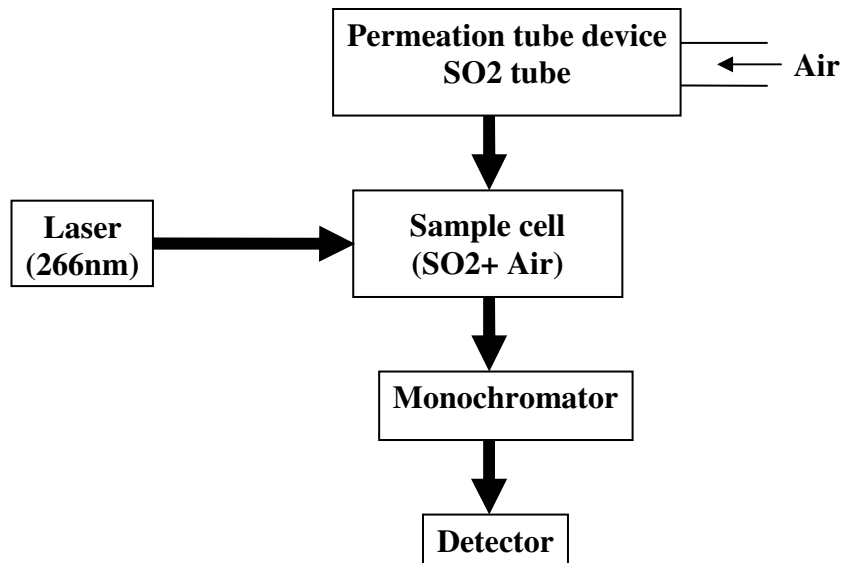 Permeation tube device
SO2 tube
Air
Laser
(266nm)
Sample cell
(SO2+ Air)
Monochromator
Detector